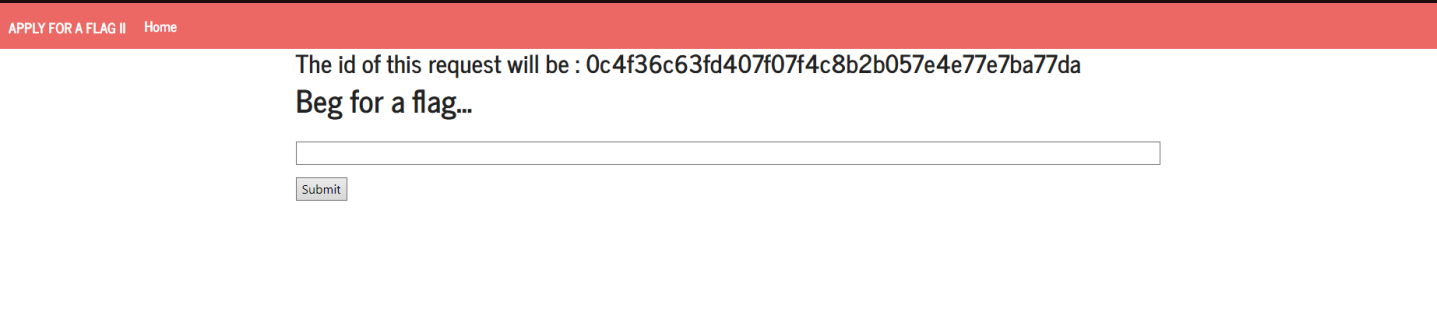 APPLY FOR A FLAG II Home
The id of this request will be : 0c4f36c63fd407f07f4c8b2b057e4e77e7ba77da
Beg for a flag...
Submit